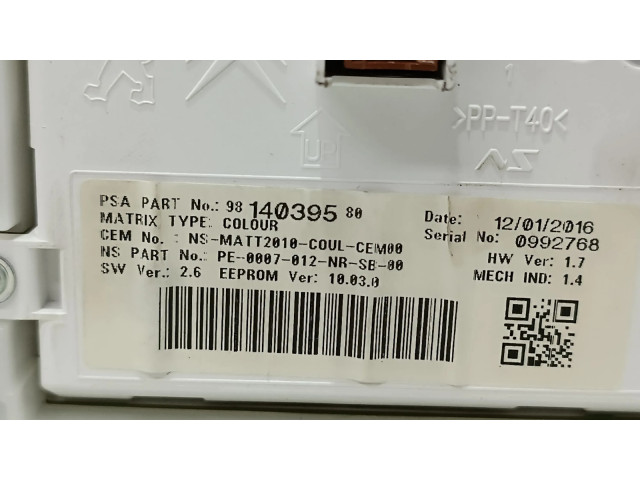 1
>PP-T40<
UP
PSA PART No.: 98 140395 80
MATRIX TYPE: COLOUR
CEM No. : NS-MATT2010-COUL-CEM00
NS PART No.: PE-0007-012-NR-SB-00
SW Ver.: 2.6 EEPROM Ver: 10.03.0
Date: 12/01/2016
Serial No: 0992768
HW Ver: 1.7
MECH IND: 1.4